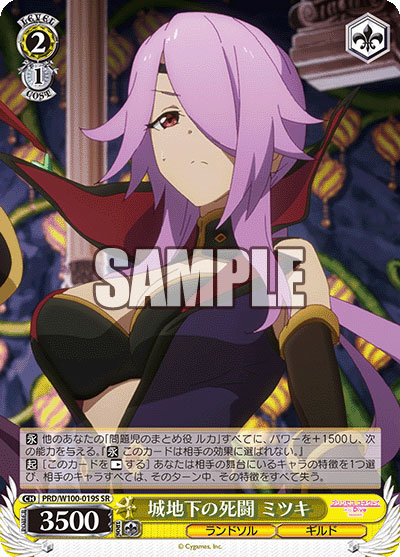 LEVEL
2
1
COST
SAMPLE
永 他のあなたの「問題児のまとめ役 ルカ」すべてに、パワーを+1500し、次
の能力を与える。『永 このカードは相手の効果に選ばれない。』
起 [このカードを する] あなたは相手の舞台にいるキャラの特徴を1つ選
び、相手のキャラすべては、そのターン中、その特徴をすべて失う。
CH PRD/W100-019S SR
城地下の死闘 ミツキ
3500
ランドソル
ギルド
© Cygames, Inc.